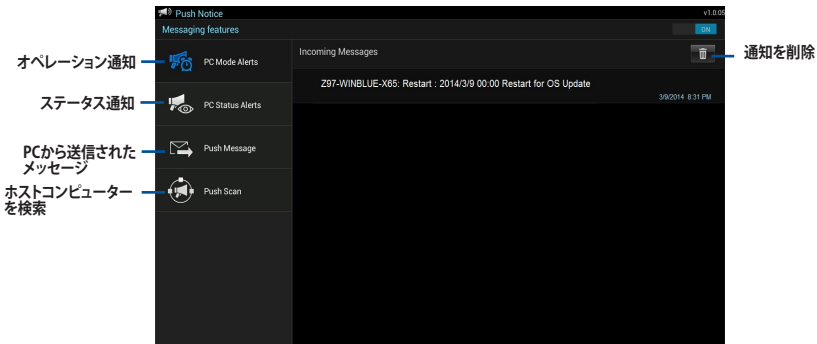 Push Notice
v1.0.05
Messaging features
ON
オペレーション通知
PC Mode Alerts
Incoming Messages
通知を削除
Z97-WINBLUE-X65: Restart : 2014/3/9 00:00 Restart for OS Update
3/9/2014 8:31 PM
ステータス通知
PC Status Alerts
PCから送信された
メッセージ
Push Message
ホストコンピューター
を検索
Push Scan